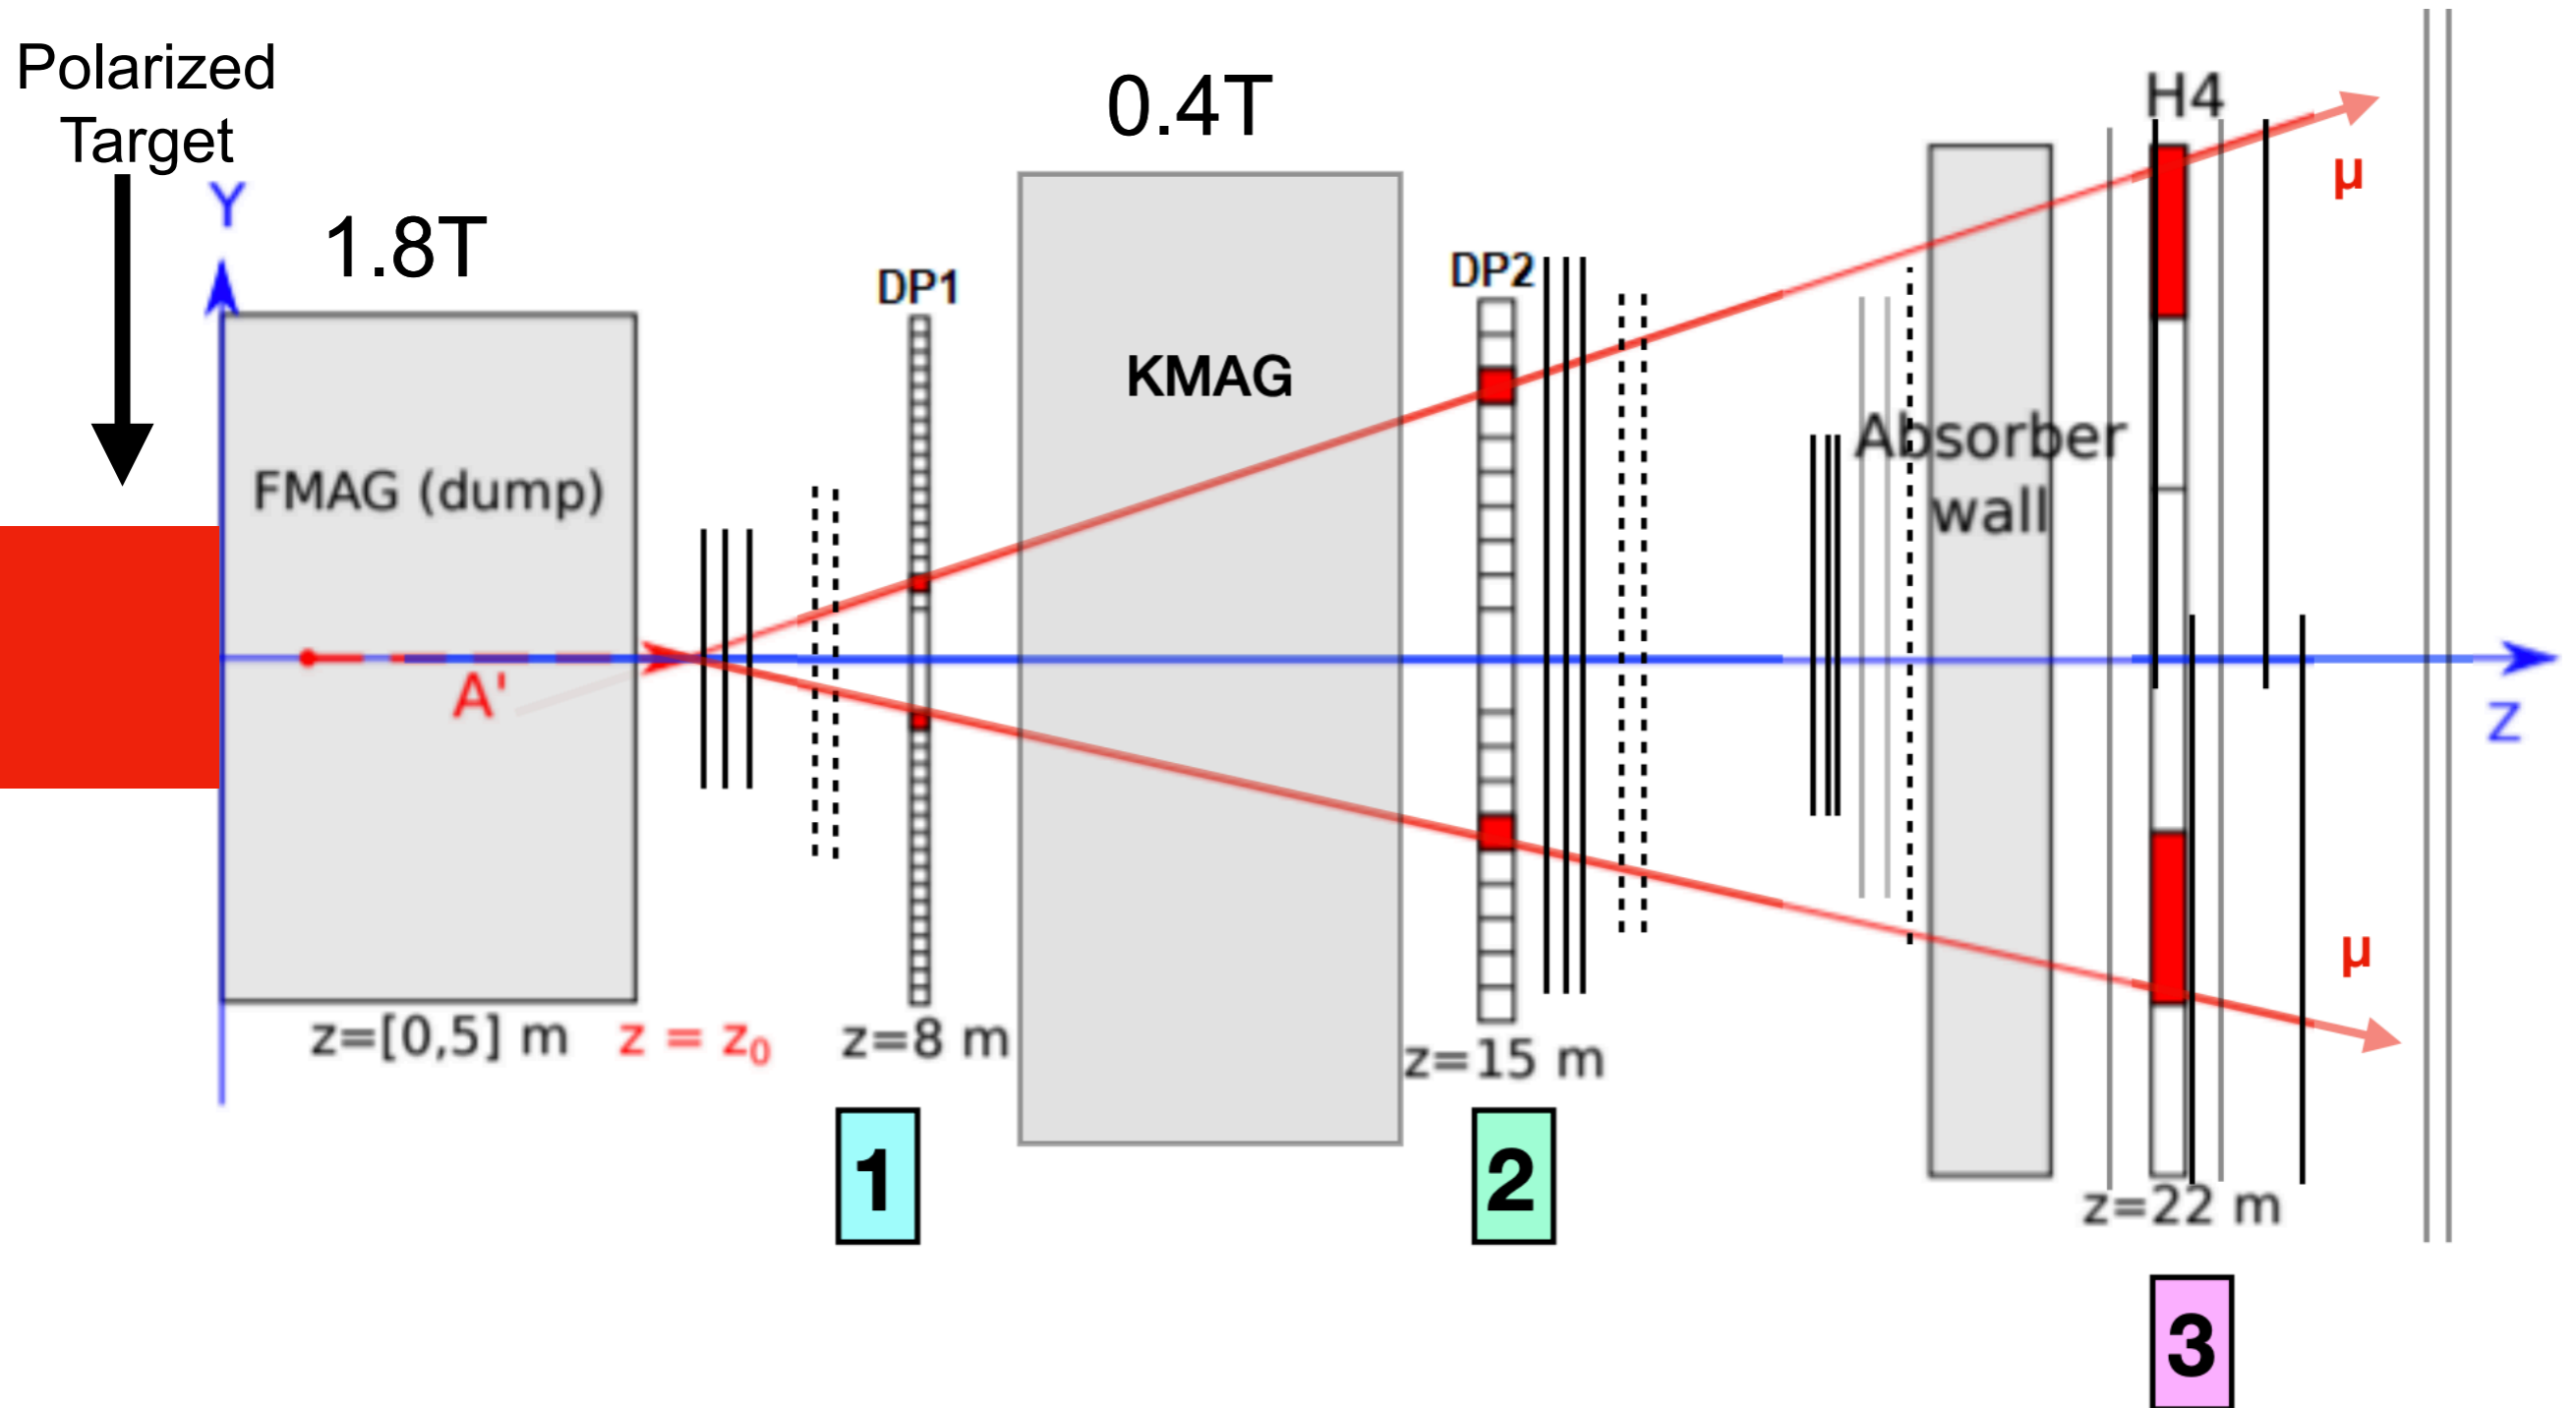 Polarized
Target
Y
1.8T
0.4T
H4
μ
DP1
DP2
KMAG
FMAG (dump)
Absorber
wall
A'
Z
μ
z=[0,5] m
z = z₀
z=8 m
z=15 m
z=22 m
1
2
3